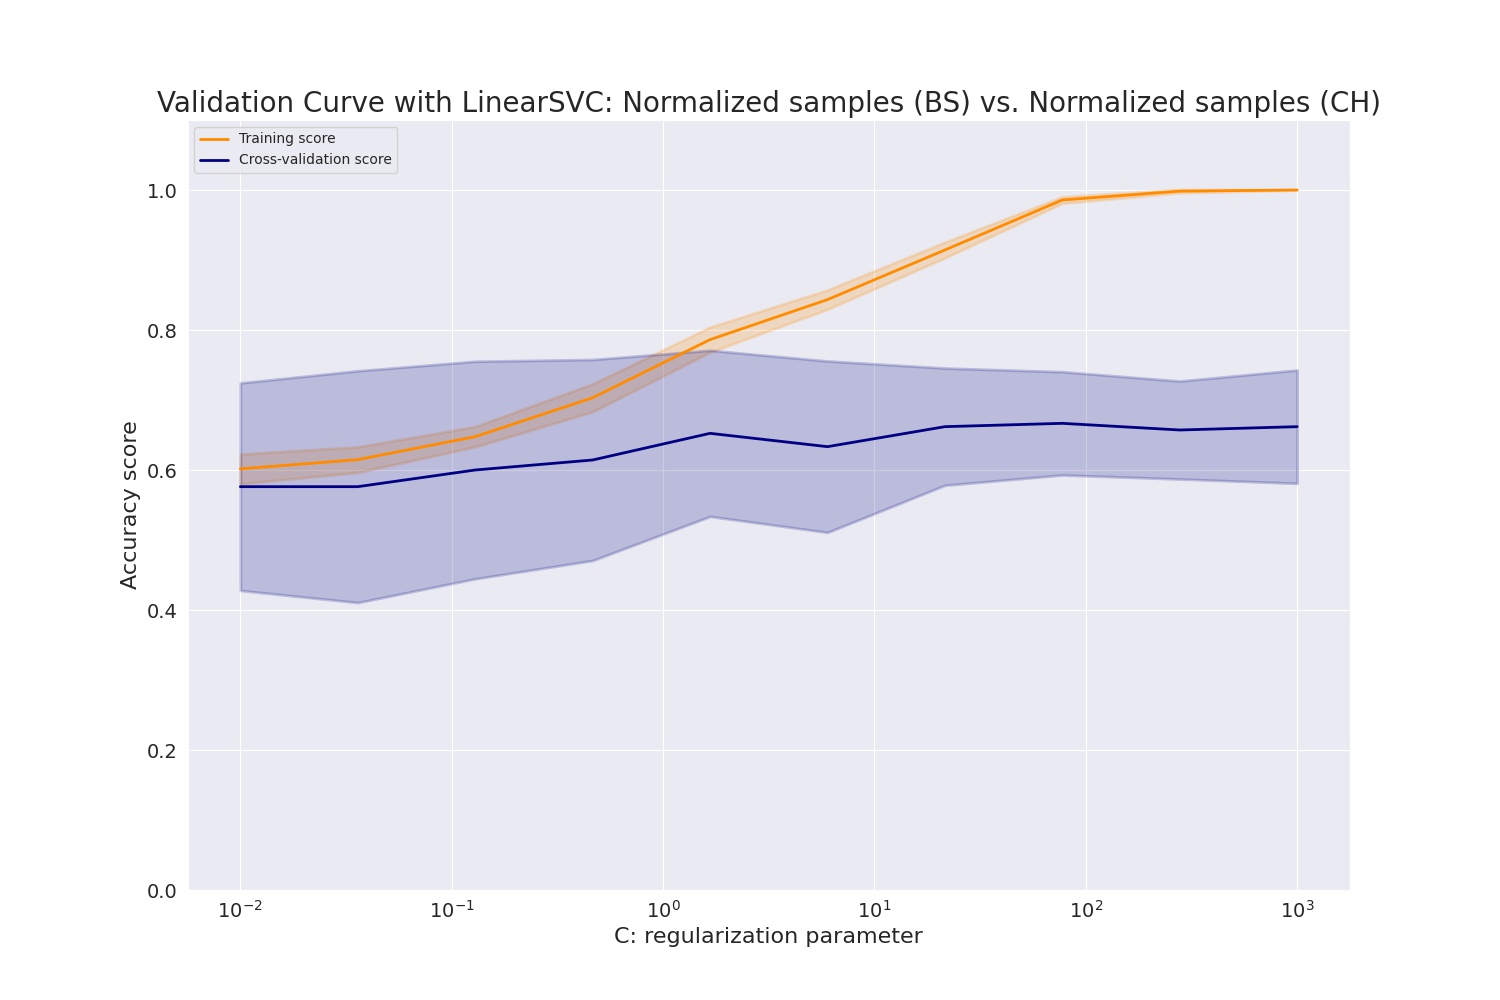 Validation Curve with LinearSVC: Normalized samples (BS) vs. Normalized samples (CH)
Training score
Cross-validation score
1.0
0.8
0.6
0.4
0.2
0.0
Accuracy score
10⁻² 10⁻¹ 10⁰ 10¹ 10² 10³
C: regularization parameter